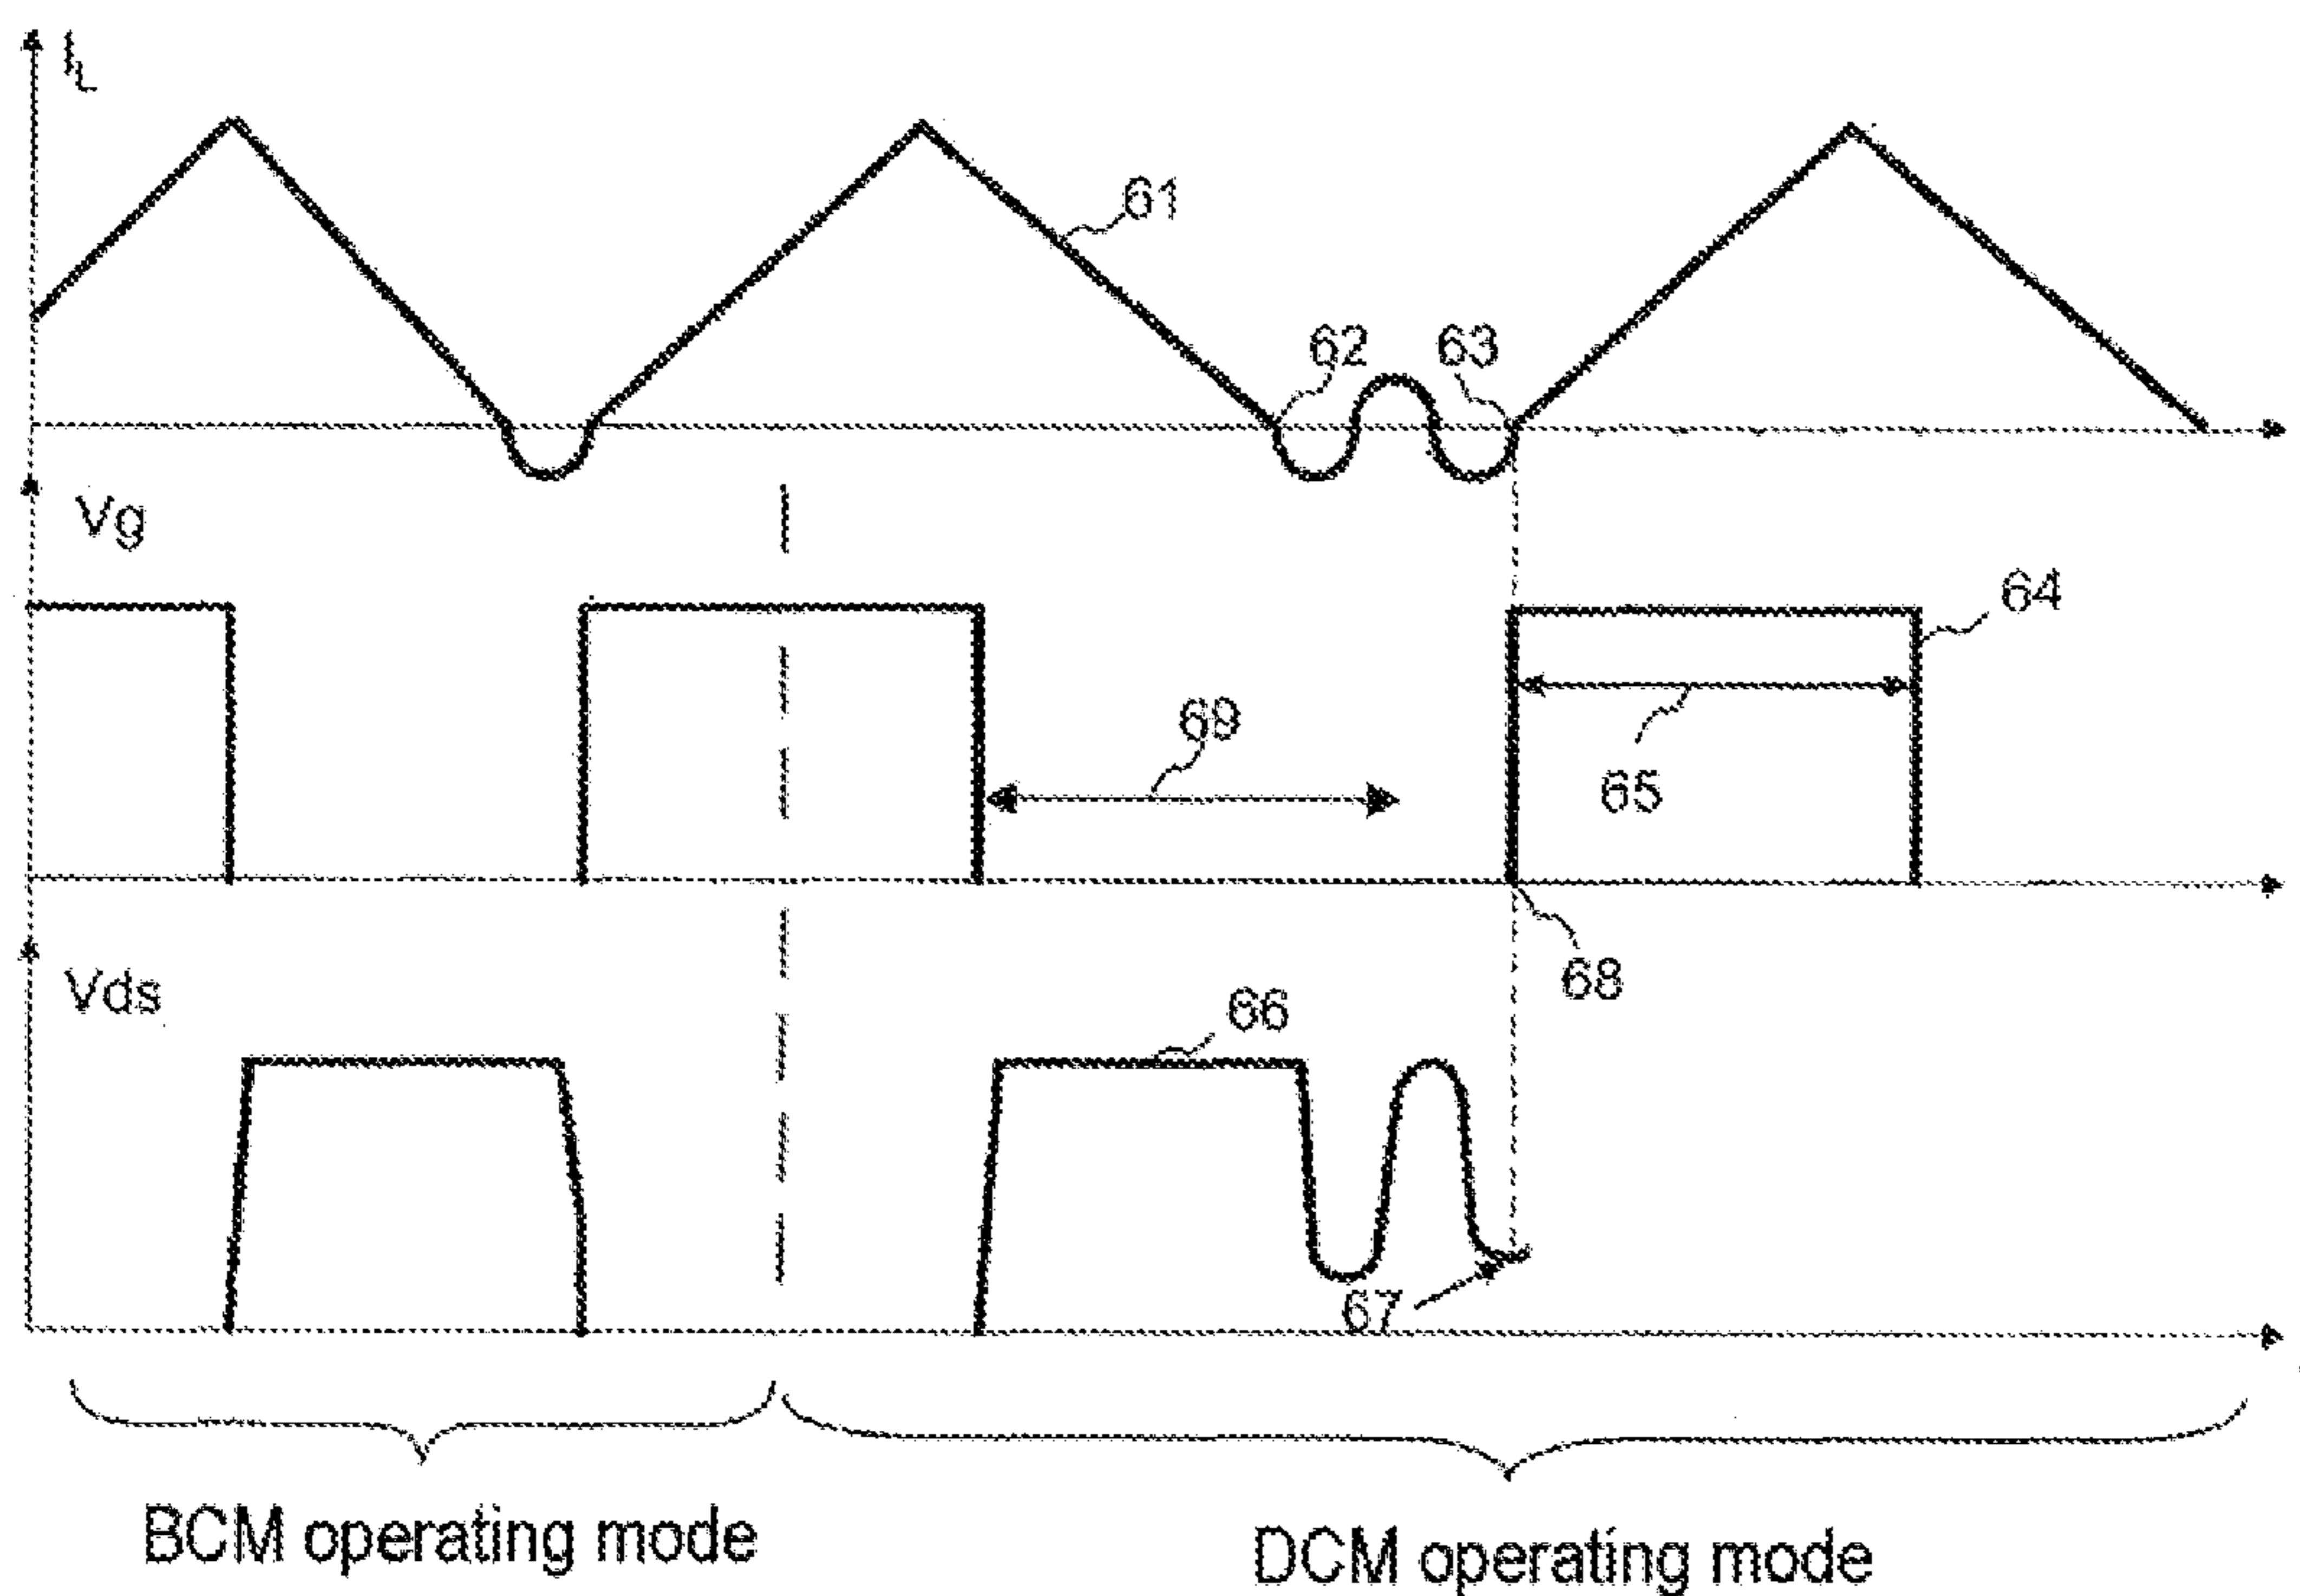 IL
61
62
63
Vg
64
69
65
68
Vds
66
67
BCM operating mode
DCM operating mode